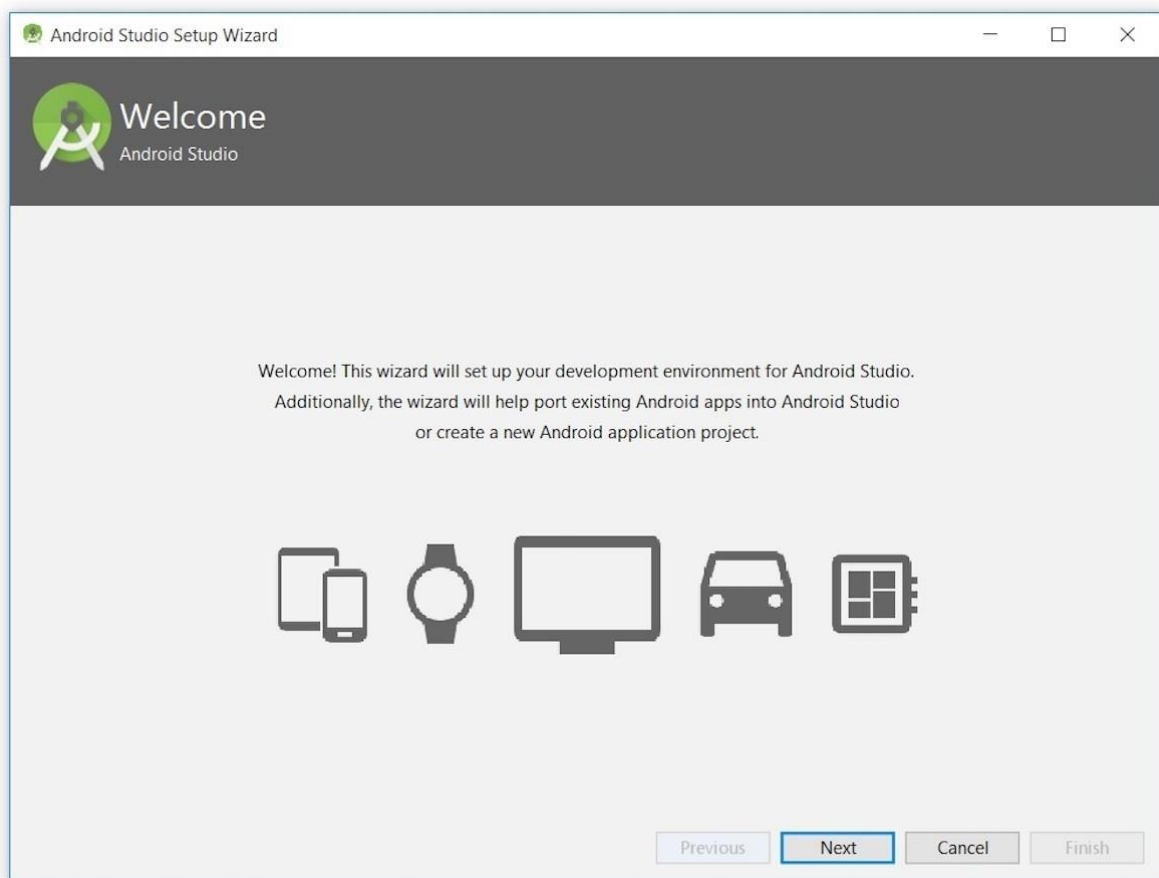 Android Studio Setup Wizard
Welcome
Android Studio
Welcome! This wizard will set up your development environment for Android Studio.
Additionally, the wizard will help port existing Android apps into Android Studio
or create a new Android application project.
Previous
Next
Cancel
Finish